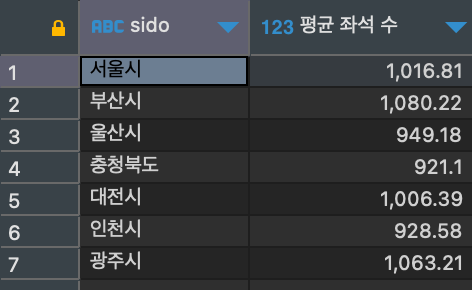 ABC sido 123 평균 좌석 수
1 서울시 1,016.81
2 부산시 1,080.22
3 울산시 949.18
4 충청북도 921.1
5 대전시 1,006.39
6 인천시 928.58
7 광주시 1,063.21